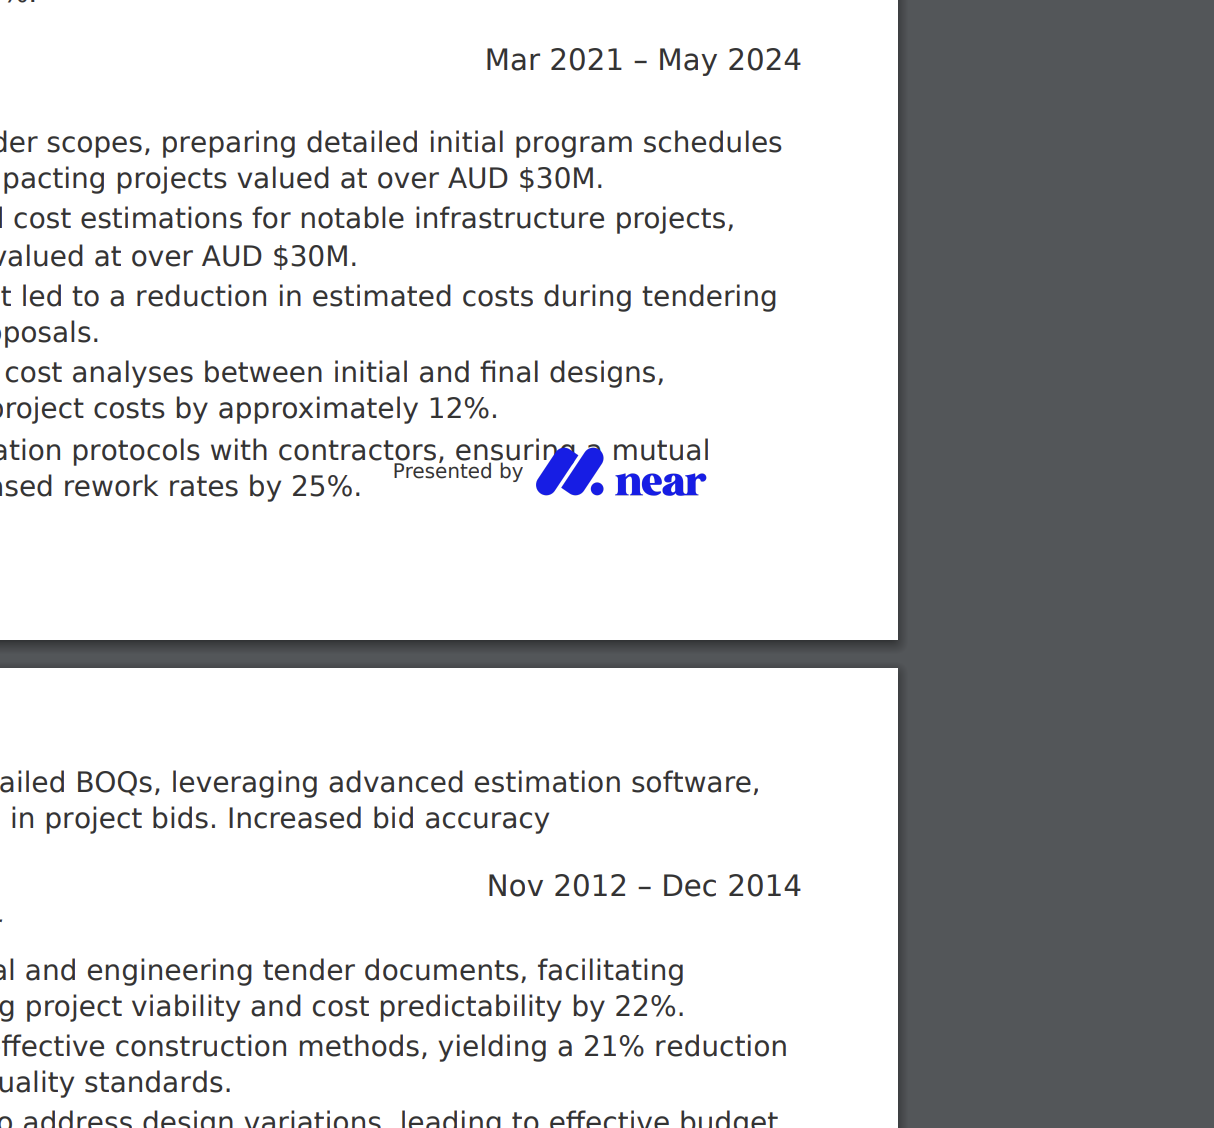 %.
Mar 2021 – May 2024
der scopes, preparing detailed initial program schedules
pacting projects valued at over AUD $30M.
l cost estimations for notable infrastructure projects,
valued at over AUD $30M.
t led to a reduction in estimated costs during tendering
oposals.
cost analyses between initial and final designs,
project costs by approximately 12%.
ation protocols with contractors, ensuring a mutual
ased rework rates by 25%.
Presented by near
ailed BOQs, leveraging advanced estimation software,
in project bids. Increased bid accuracy
Nov 2012 – Dec 2014
al and engineering tender documents, facilitating
g project viability and cost predictability by 22%.
ffective construction methods, yielding a 21% reduction
uality standards.
o address design variations, leading to effective budget